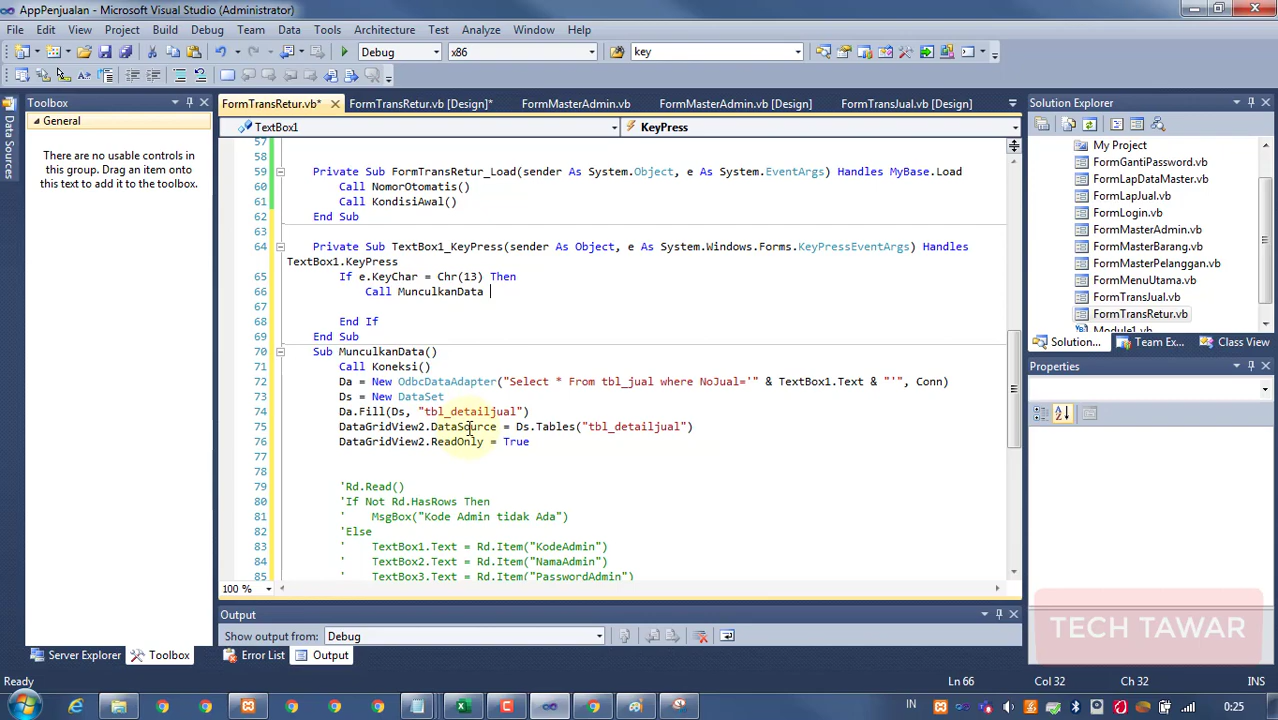 AppPenjualan - Microsoft Visual Studio (Administrator)
File Edit View Project Build Debug Team Data Tools Architecture Test Analyze Window Help
Debug x86 key
Toolbox
General
There are no usable controls in
this group. Drag an item onto
this text to add it to the toolbox.
Data Sources
FormTransRetur.vb* FormTransRetur.vb [Design]* FormMasterAdmin.vb FormMasterAdmin.vb [Design] FormTransJual.vb [Design]
TextBox1 KeyPress
57
58
59 Private Sub FormTransRetur_Load(sender As System.Object, e As System.EventArgs) Handles MyBase.Load
60 Call NomorOtomatis()
61 Call KondisiAwal()
62 End Sub
63
64 Private Sub TextBox1_KeyPress(sender As Object, e As System.Windows.Forms.KeyPressEventArgs) Handles
TextBox1.KeyPress
65 If e.KeyChar = Chr(13) Then
66 Call MunculkanData
67
68 End If
69 End Sub
70 Sub MunculkanData()
71 Call Koneksi()
72 Da = New OdbcDataAdapter("Select * From tbl_jual where NoJual='" & TextBox1.Text & "'", Conn)
73 Ds = New DataSet
74 Da.Fill(Ds, "tbl_detailjual")
75 DataGridView2.DataSource = Ds.Tables("tbl_detailjual")
76 DataGridView2.ReadOnly = True
77
78
79 'Rd.Read()
80 'If Not Rd.HasRows Then
81 ' MsgBox("Kode Admin tidak Ada")
82 'Else
83 ' TextBox1.Text = Rd.Item("KodeAdmin")
84 ' TextBox2.Text = Rd.Item("NamaAdmin")
85 ' TextBox3.Text = Rd.Item("PasswordAdmin")
100 %
Output
Show output from: Debug
Server Explorer Toolbox Error List Output
Solution Explorer
My Project
FormGantiPassword.vb
FormLapDataMaster.vb
FormLapJual.vb
FormLogin.vb
FormMasterAdmin.vb
FormMasterBarang.vb
FormMasterPelanggan.vb
FormMenuUtama.vb
FormTransJual.vb
FormTransRetur.vb
Module1.vb
Solution... Team Ex... Class View
Properties
TECH TAWAR
Ready Ln 66 Col 32 Ch 32 INS
IN 0:25